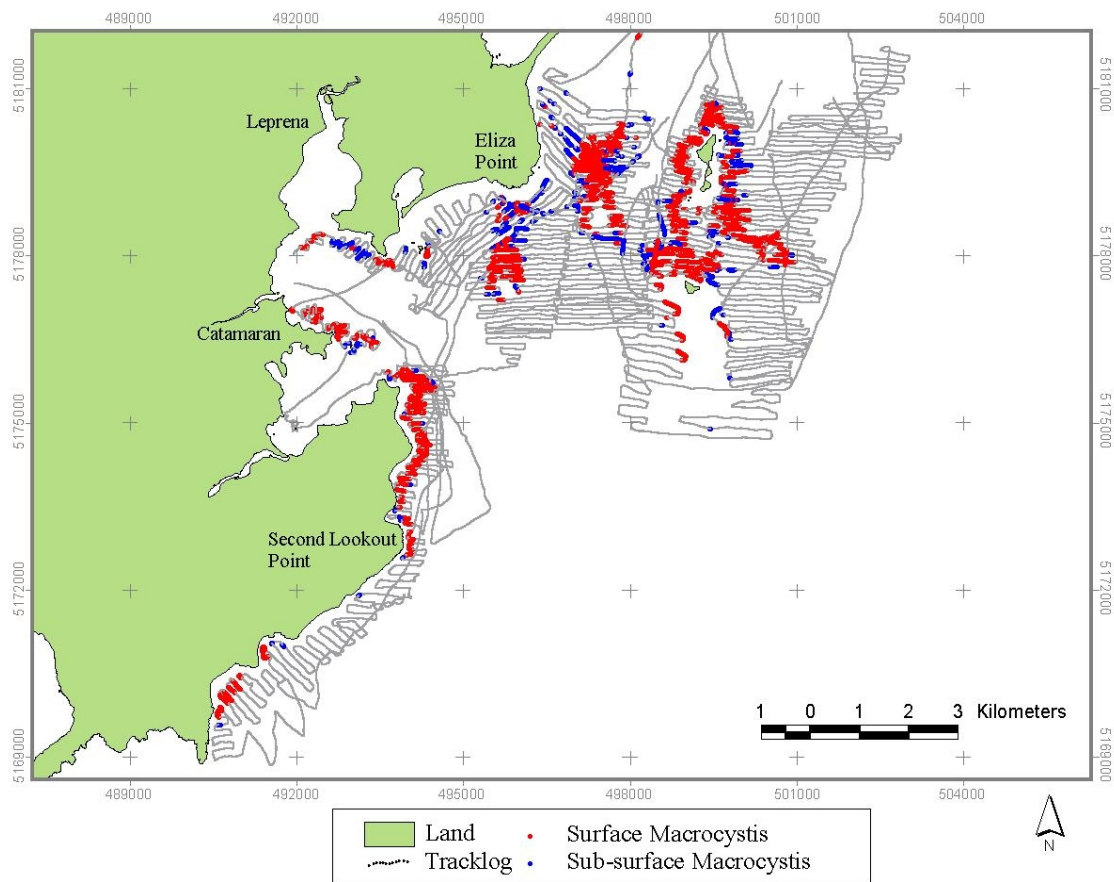 489000 492000 495000 498000 501000 504000
5181000 5181000
Leprena
Eliza
Point
5178000 5178000
Catamaran
5175000 5175000
Second Lookout
Point
5172000 5172000
1 0 1 2 3 Kilometers
5169000 5169000
489000 492000 495000 498000 501000 504000
Land Surface Macrocystis
Tracklog Sub-surface Macrocystis
N